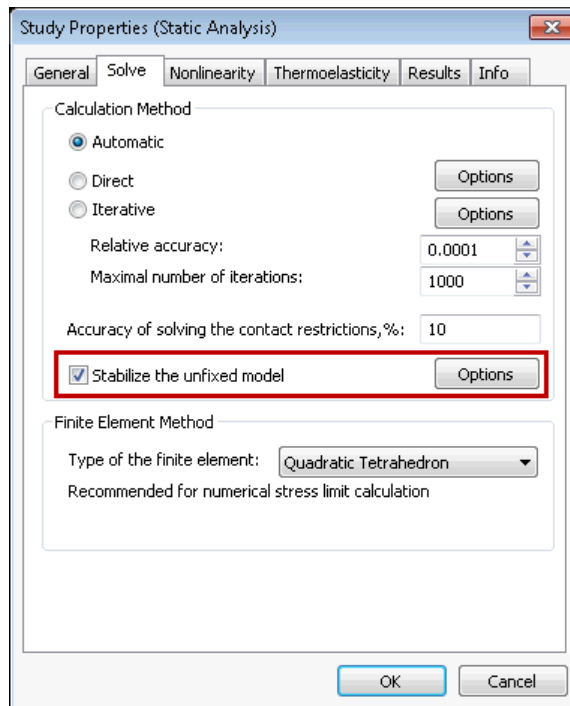 Study Properties (Static Analysis)
General Solve Nonlinearity Thermoelasticity Results Info
Calculation Method
Automatic
Direct Options
Iterative Options
Relative accuracy: 0.0001
Maximal number of iterations: 1000
Accuracy of solving the contact restrictions,%: 10
Stabilize the unfixed model Options
Finite Element Method
Type of the finite element: Quadratic Tetrahedron
Recommended for numerical stress limit calculation
OK Cancel